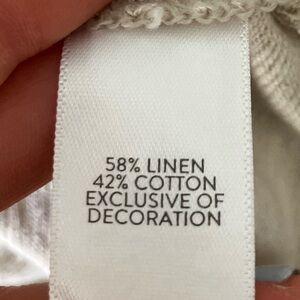 58% LINEN
42% COTTON
EXCLUSIVE OF
DECORATION